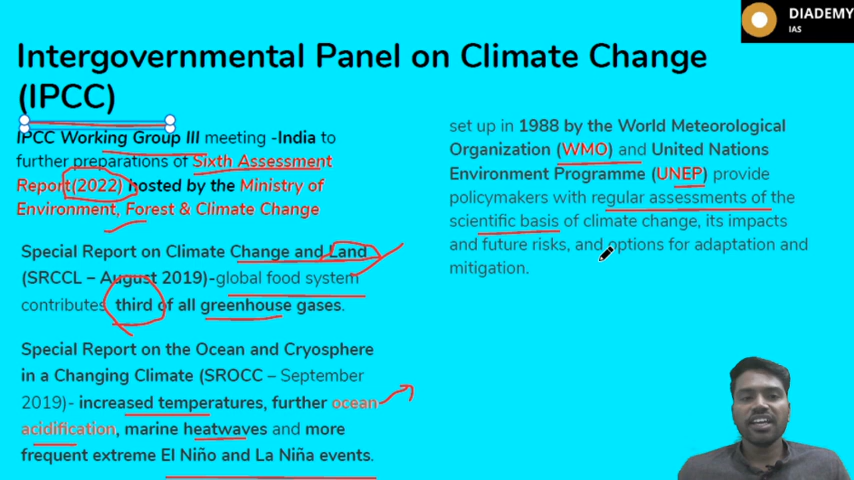 DIADEMY
IAS
Intergovernmental Panel on Climate Change
(IPCC)
IPCC Working Group III meeting -India to
further preparations of Sixth Assessment
Report(2022) hosted by the Ministry of
Environment, Forest & Climate Change
Special Report on Climate Change and Land
(SRCCL – August 2019)-global food system
contributes third of all greenhouse gases.
Special Report on the Ocean and Cryosphere
in a Changing Climate (SROCC – September
2019)- increased temperatures, further ocean
acidification, marine heatwaves and more
frequent extreme El Niño and La Niña events.
set up in 1988 by the World Meteorological
Organization (WMO) and United Nations
Environment Programme (UNEP) provide
policymakers with regular assessments of the
scientific basis of climate change, its impacts
and future risks, and options for adaptation and
mitigation.